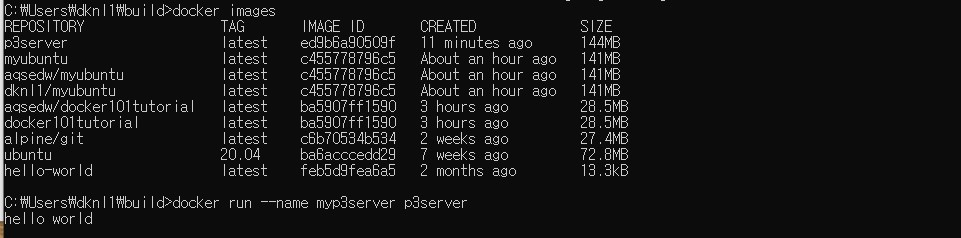 C:\Users\dknl1\build>docker images
REPOSITORY TAG IMAGE ID CREATED SIZE
p3server latest ed9b6a90509f 11 minutes ago 144MB
myubuntu latest c455778796c5 About an hour ago 141MB
aqsedw/myubuntu latest c455778796c5 About an hour ago 141MB
dknl1/myubuntu latest c455778796c5 About an hour ago 141MB
aqsedw/docker101tutorial latest ba5907ff1590 3 hours ago 28.5MB
docker101tutorial latest ba5907ff1590 3 hours ago 28.5MB
alpine/git latest c6b70534b534 2 weeks ago 27.4MB
ubuntu 20.04 ba6acccedd29 7 weeks ago 72.8MB
hello-world latest feb5d9fea6a5 2 months ago 13.3kB
C:\Users\dknl1\build>docker run --name myp3server p3server
hello world